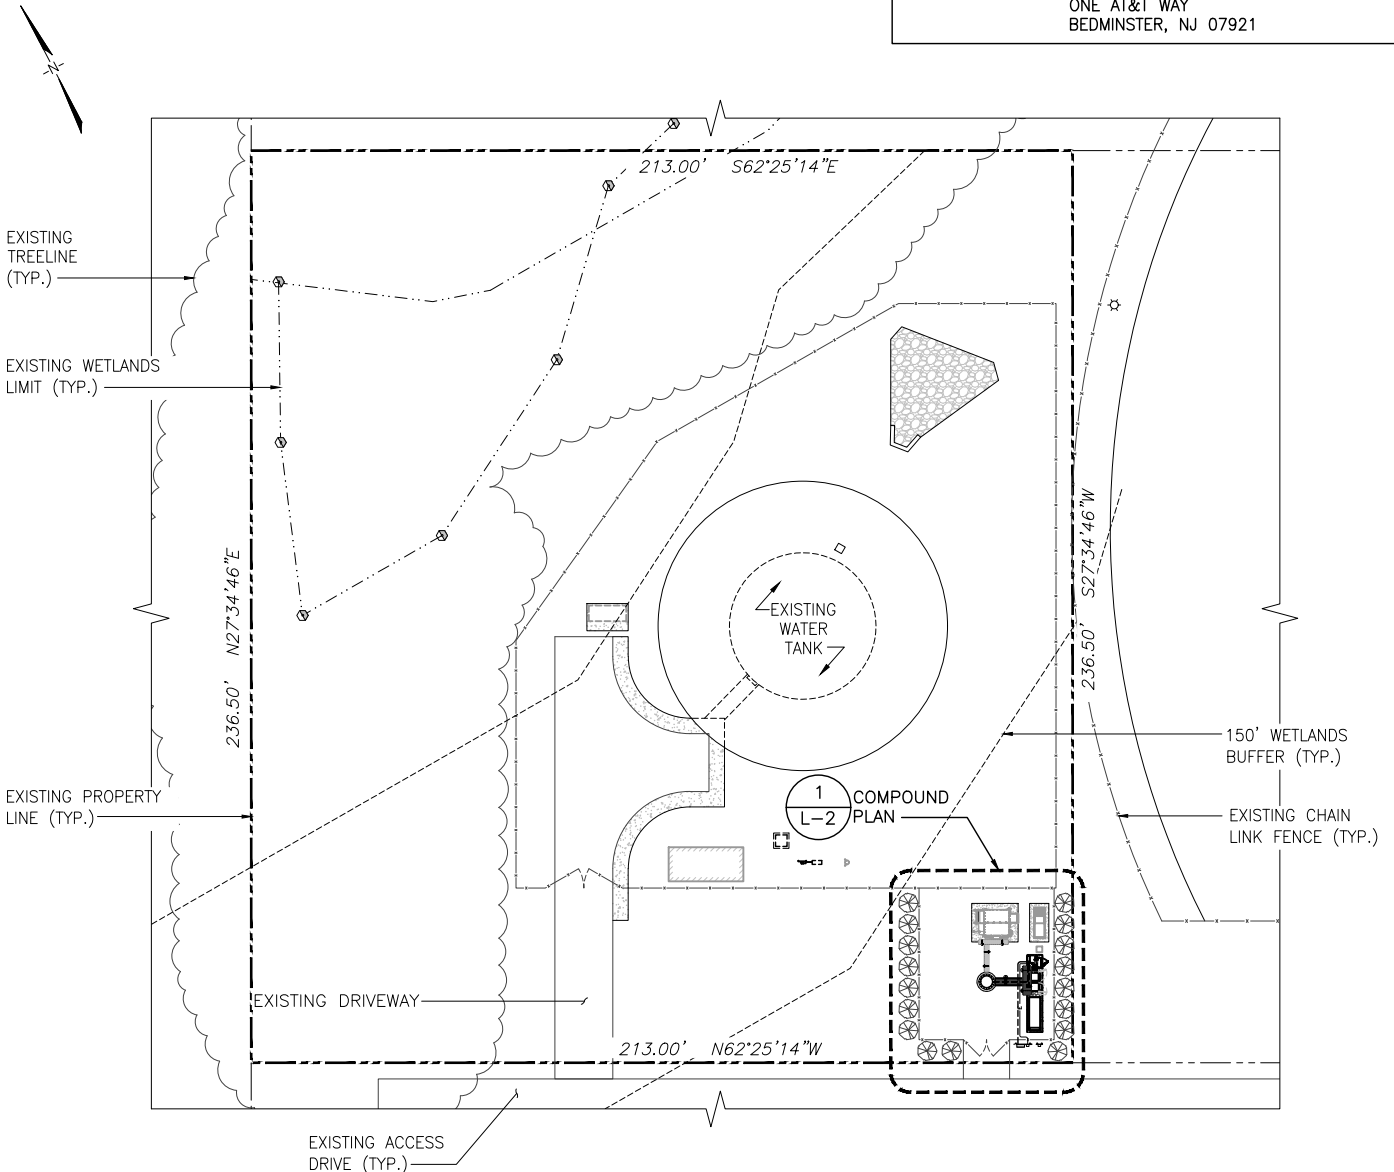 ONE AT&T WAY
BEDMINSTER, NJ 07921
N
213.00' S62°25'14"E
EXISTING
TREELINE
(TYP.)
EXISTING WETLANDS
LIMIT (TYP.)
236.50' N27°34'46"E
236.50' S27°34'46"W
EXISTING
WATER
TANK
150' WETLANDS
BUFFER (TYP.)
EXISTING PROPERTY
LINE (TYP.)
1
L-2
COMPOUND
PLAN
EXISTING CHAIN
LINK FENCE (TYP.)
EXISTING DRIVEWAY
213.00' N62°25'14"W
EXISTING ACCESS
DRIVE (TYP.)